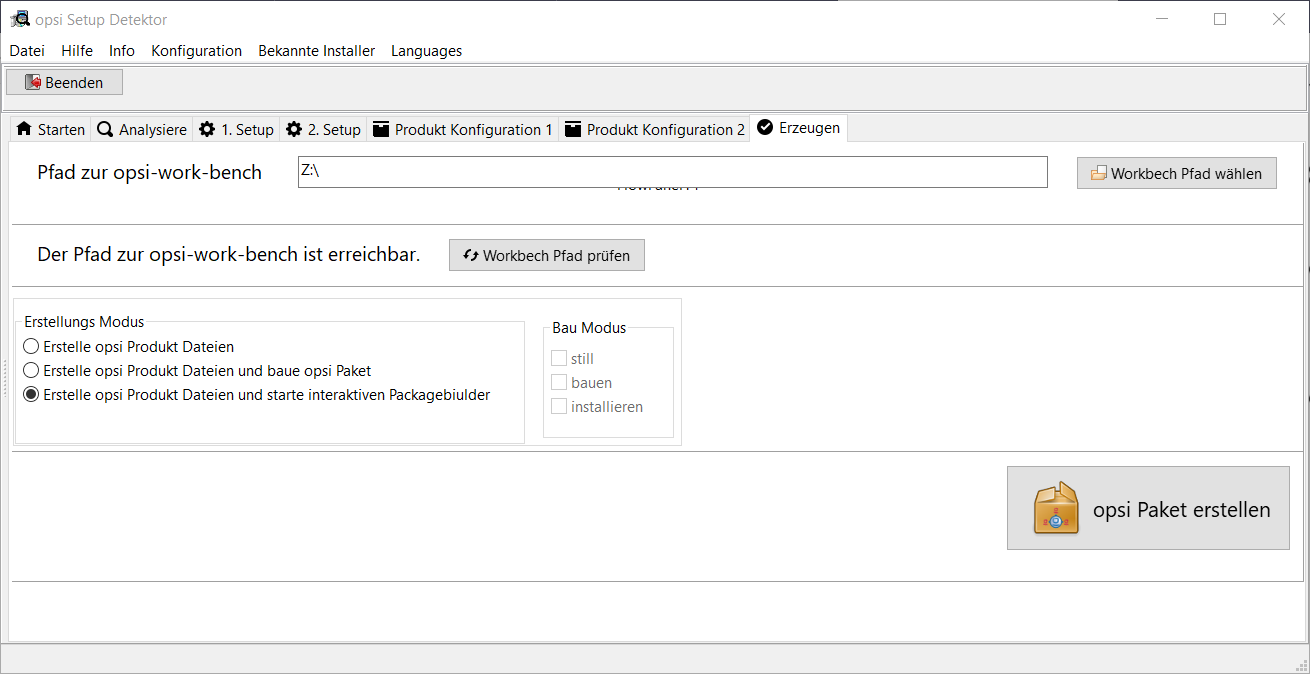 opsi Setup Detektor
Datei Hilfe Info Konfiguration Bekannte Installer Languages
Beenden
Starten Analysiere 1. Setup 2. Setup Produkt Konfiguration 1 Produkt Konfiguration 2 Erzeugen
Pfad zur opsi-work-bench Z:\ Workbech Pfad wählen
Der Pfad zur opsi-work-bench ist erreichbar. Workbech Pfad prüfen
Erstellungs Modus
Erstelle opsi Produkt Dateien
Erstelle opsi Produkt Dateien und baue opsi Paket
Erstelle opsi Produkt Dateien und starte interaktiven Packagebiulder
Bau Modus
still
bauen
installieren
opsi Paket erstellen